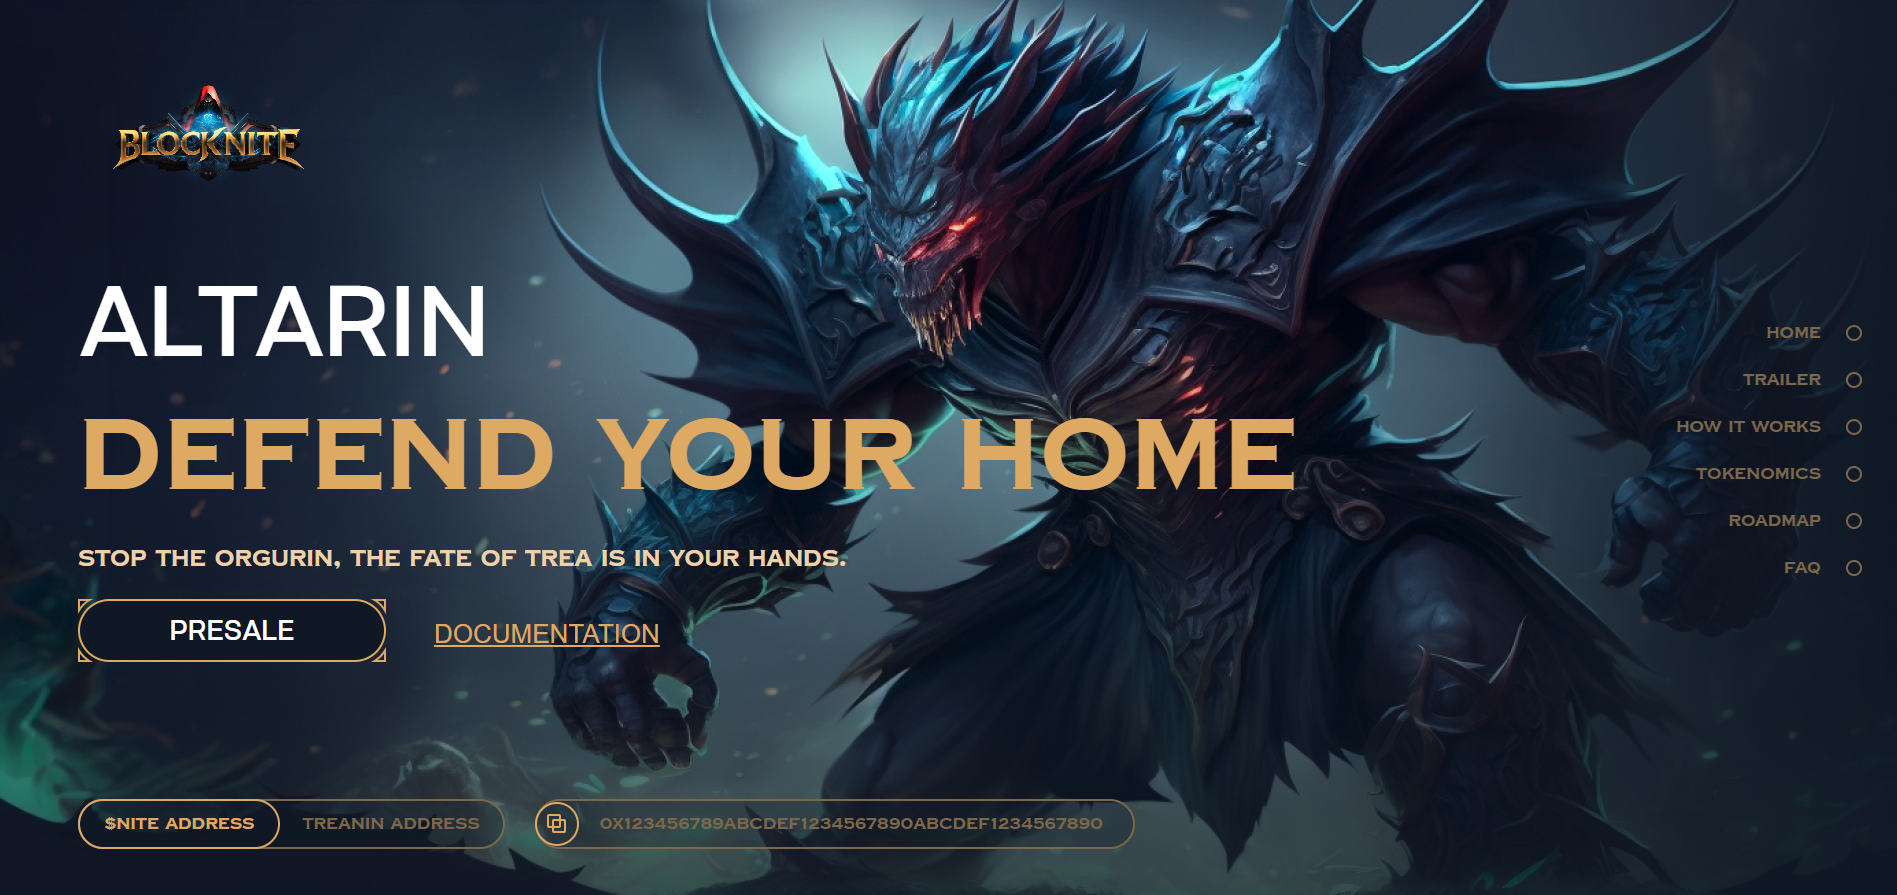 BLOCKNITE
ALTARIN
DEFEND YOUR HOME
STOP THE ORGURIN, THE FATE OF TREA IS IN YOUR HANDS.
PRESALE
DOCUMENTATION
HOME
TRAILER
HOW IT WORKS
TOKENOMICS
ROADMAP
FAQ
$NITE ADDRESS
TREANIN ADDRESS
0X123456789ABCDEF1234567890ABCDEF1234567890